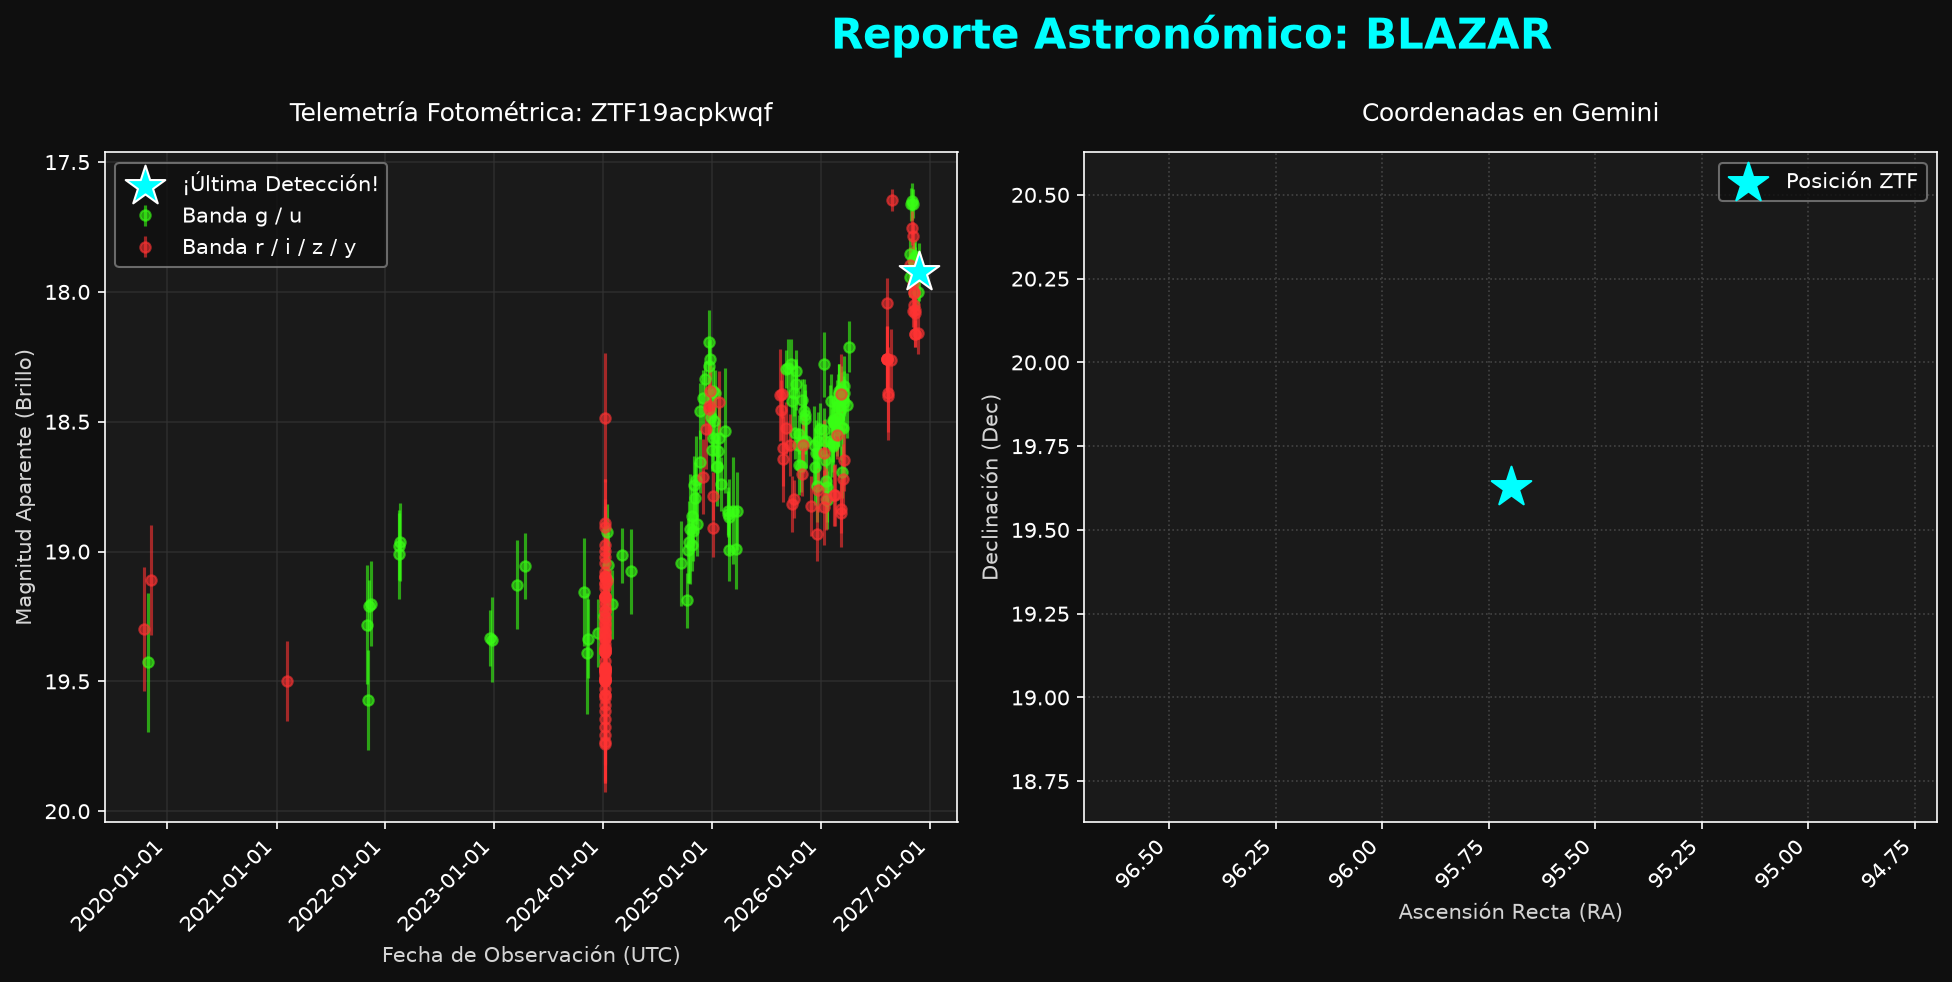 Reporte Astronómico: BLAZAR
Telemetría Fotométrica: ZTF19acpkwqf
¡Última Detección!
Banda g / u
Banda r / i / z / y
17.5
18.0
18.5
19.0
19.5
20.0
Magnitud Aparente (Brillo)
2020-01-01
2021-01-01
2022-01-01
2023-01-01
2024-01-01
2025-01-01
2026-01-01
2027-01-01
Fecha de Observación (UTC)
Coordenadas en Gemini
Posición ZTF
20.50
20.25
20.00
19.75
19.50
19.25
19.00
18.75
Declinación (Dec)
96.50
96.25
96.00
95.75
95.50
95.25
95.00
94.75
Ascensión Recta (RA)